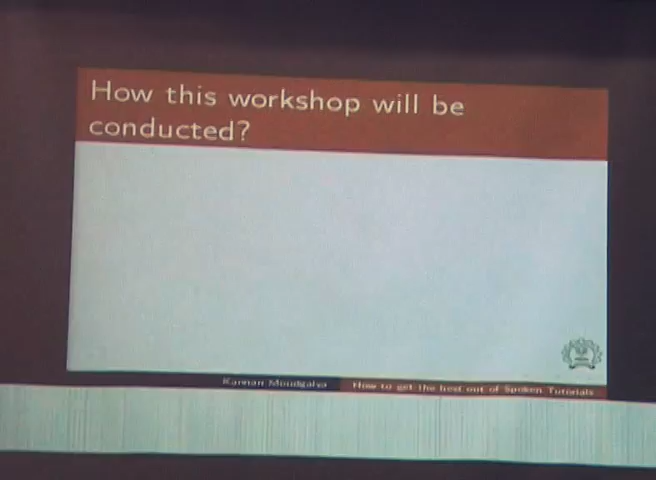 How this workshop will be
conducted?
Kannan Moudgalya
How to get the best out of Spoken Tutorials